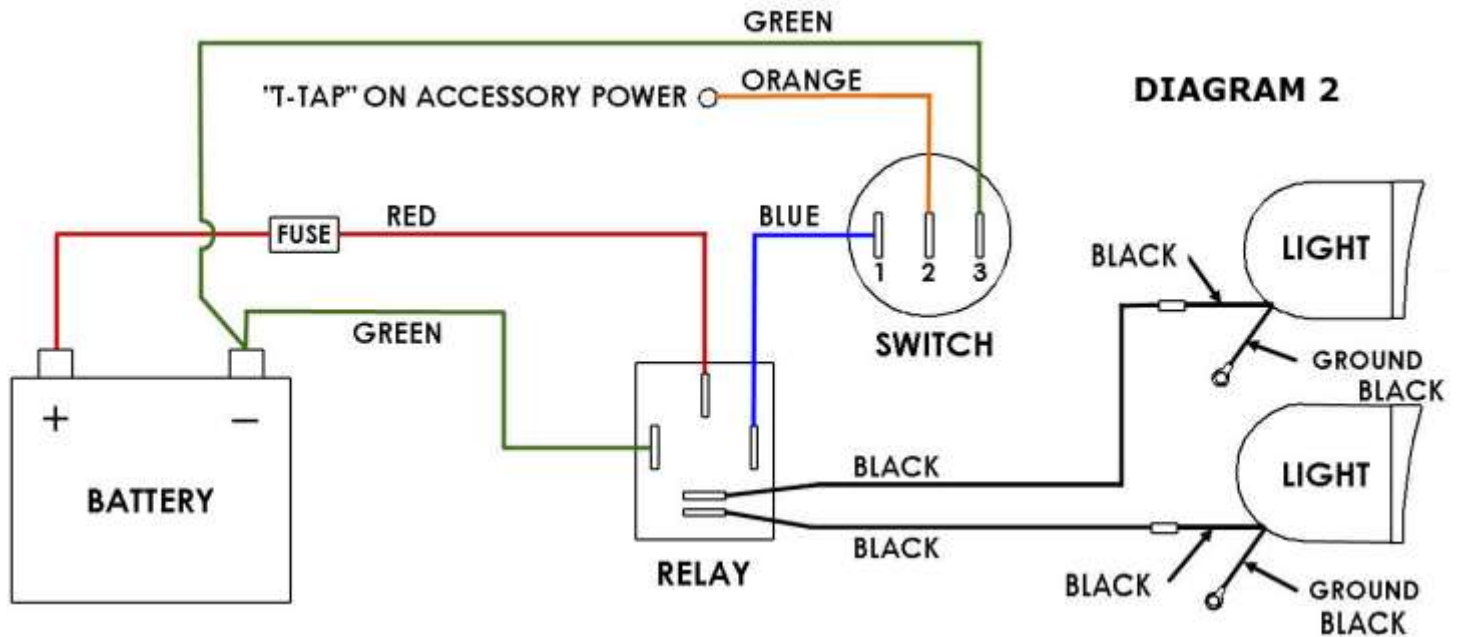 GREEN
"T-TAP" ON ACCESSORY POWER
ORANGE
DIAGRAM 2
FUSE
RED
BLUE
1 2 3
SWITCH
BLACK
LIGHT
GROUND
BLACK
GREEN
+ −
BATTERY
RELAY
BLACK
BLACK
LIGHT
BLACK
GROUND
BLACK